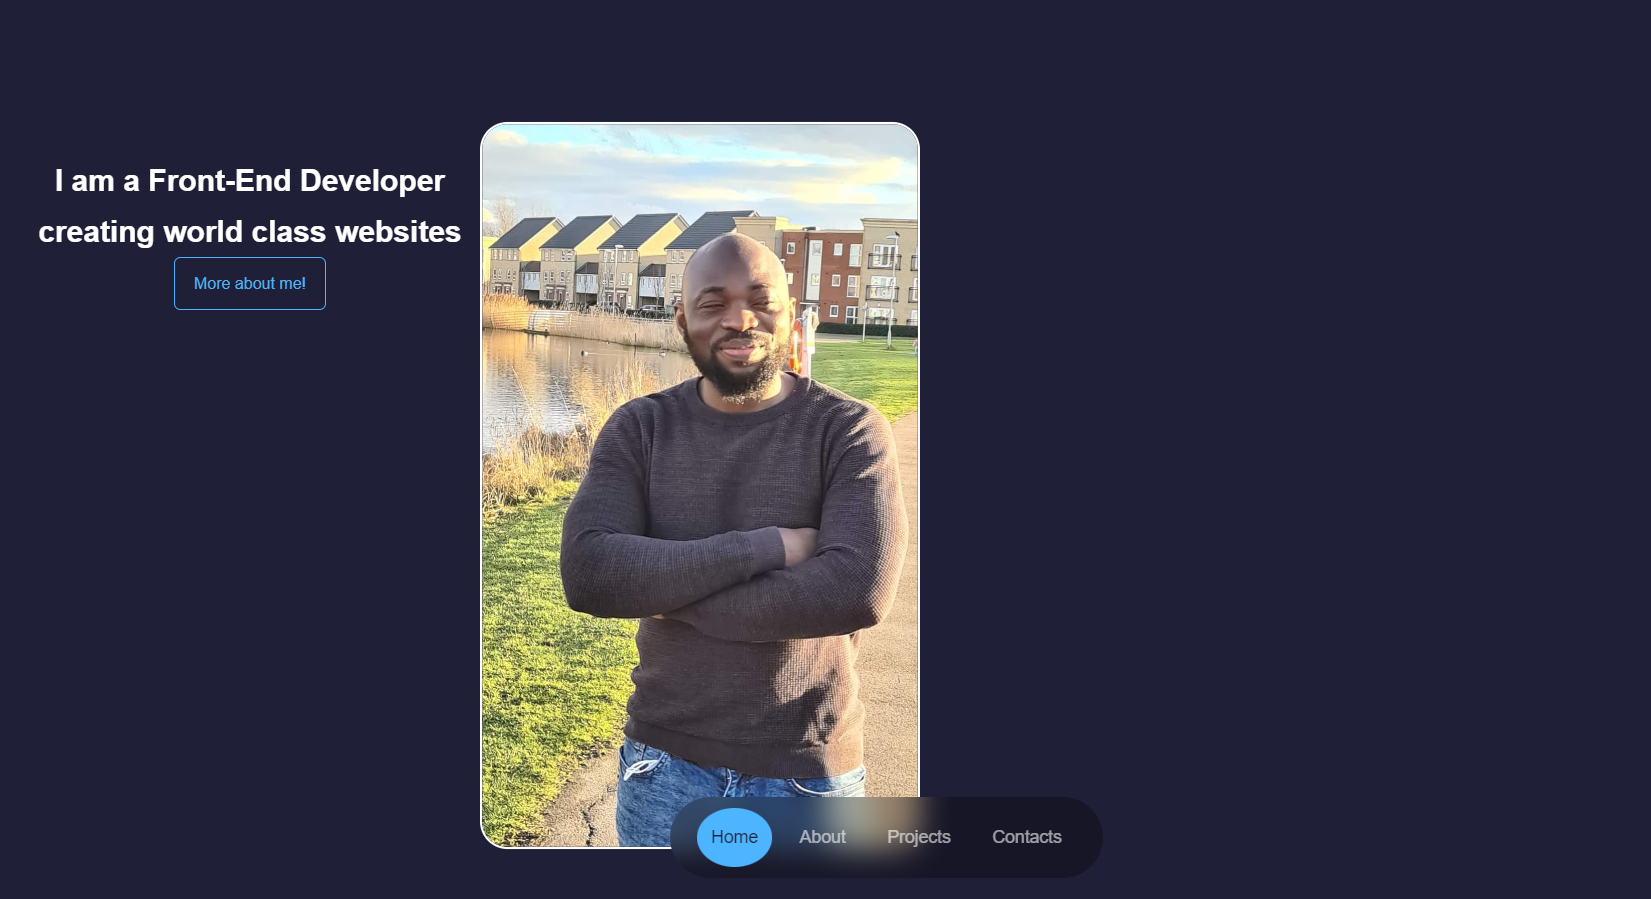 I am a Front-End Developer
creating world class websites
More about me!
Home About Projects Contacts